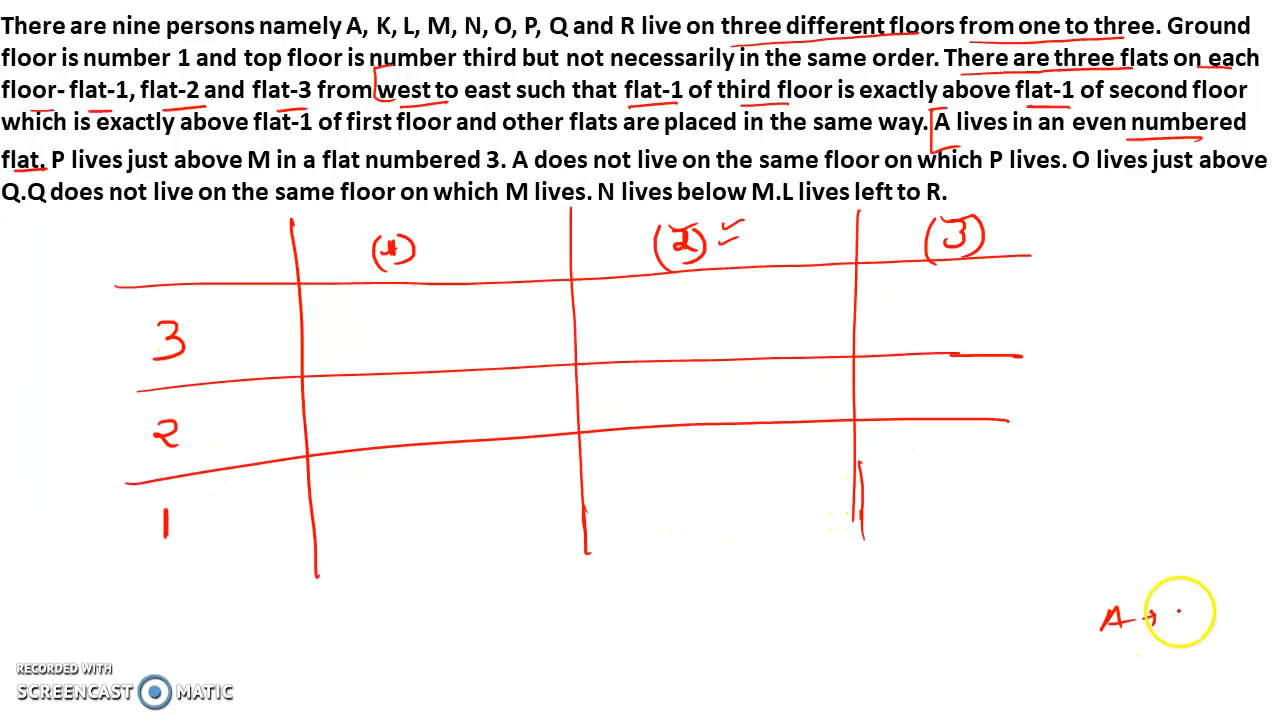 There are nine persons namely A, K, L, M, N, O, P, Q and R live on three different floors from one to three. Ground
floor is number 1 and top floor is number third but not necessarily in the same order. There are three flats on each
floor- flat-1, flat-2 and flat-3 from west to east such that flat-1 of third floor is exactly above flat-1 of second floor
which is exactly above flat-1 of first floor and other flats are placed in the same way. A lives in an even numbered
flat. P lives just above M in a flat numbered 3. A does not live on the same floor on which P lives. O lives just above
Q.Q does not live on the same floor on which M lives. N lives below M.L lives left to R.
(1) (2) (3)
3
2
1
A →
RECORDED WITH
SCREENCAST MATIC